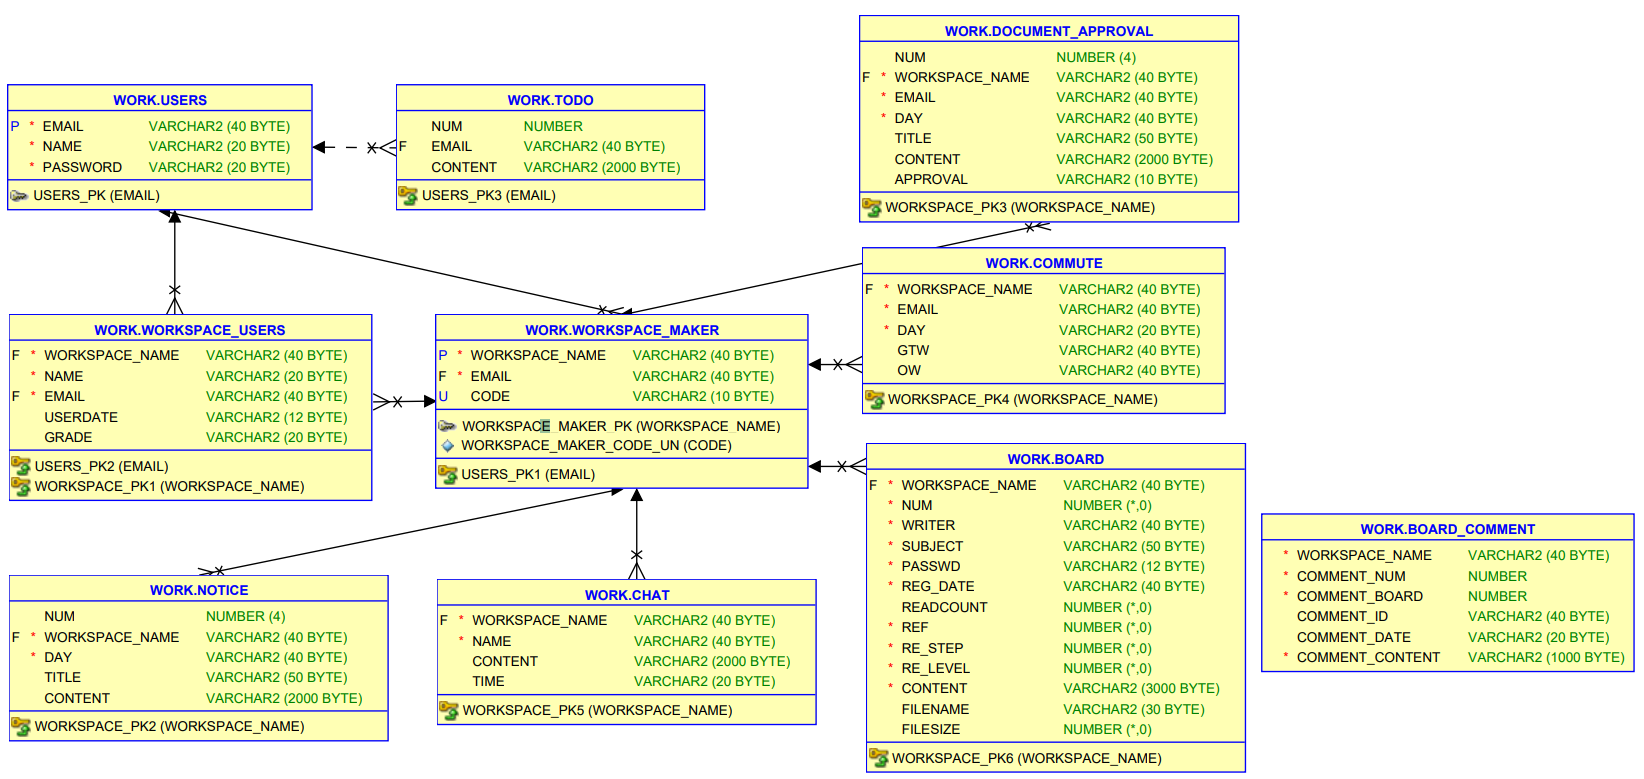 WORK.USERS
P * EMAIL VARCHAR2 (40 BYTE)
* NAME VARCHAR2 (20 BYTE)
* PASSWORD VARCHAR2 (20 BYTE)
USERS_PK (EMAIL)
WORK.TODO
NUM NUMBER
F EMAIL VARCHAR2 (40 BYTE)
CONTENT VARCHAR2 (2000 BYTE)
USERS_PK3 (EMAIL)
WORK.DOCUMENT_APPROVAL
NUM NUMBER (4)
F * WORKSPACE_NAME VARCHAR2 (40 BYTE)
* EMAIL VARCHAR2 (40 BYTE)
* DAY VARCHAR2 (40 BYTE)
TITLE VARCHAR2 (50 BYTE)
CONTENT VARCHAR2 (2000 BYTE)
APPROVAL VARCHAR2 (10 BYTE)
WORKSPACE_PK3 (WORKSPACE_NAME)
WORK.COMMUTE
F * WORKSPACE_NAME VARCHAR2 (40 BYTE)
* EMAIL VARCHAR2 (40 BYTE)
* DAY VARCHAR2 (20 BYTE)
GTW VARCHAR2 (40 BYTE)
OW VARCHAR2 (40 BYTE)
WORKSPACE_PK4 (WORKSPACE_NAME)
WORK.WORKSPACE_USERS
F * WORKSPACE_NAME VARCHAR2 (40 BYTE)
* NAME VARCHAR2 (20 BYTE)
F * EMAIL VARCHAR2 (40 BYTE)
USERDATE VARCHAR2 (12 BYTE)
GRADE VARCHAR2 (20 BYTE)
USERS_PK2 (EMAIL)
WORKSPACE_PK1 (WORKSPACE_NAME)
WORK.WORKSPACE_MAKER
P * WORKSPACE_NAME VARCHAR2 (40 BYTE)
F * EMAIL VARCHAR2 (40 BYTE)
U CODE VARCHAR2 (10 BYTE)
WORKSPACE_MAKER_PK (WORKSPACE_NAME)
WORKSPACE_MAKER_CODE_UN (CODE)
USERS_PK1 (EMAIL)
WORK.BOARD
F * WORKSPACE_NAME VARCHAR2 (40 BYTE)
* NUM NUMBER (*,0)
* WRITER VARCHAR2 (40 BYTE)
* SUBJECT VARCHAR2 (50 BYTE)
* PASSWD VARCHAR2 (12 BYTE)
* REG_DATE VARCHAR2 (40 BYTE)
READCOUNT NUMBER (*,0)
* REF NUMBER (*,0)
* RE_STEP NUMBER (*,0)
* RE_LEVEL NUMBER (*,0)
* CONTENT VARCHAR2 (3000 BYTE)
FILENAME VARCHAR2 (30 BYTE)
FILESIZE NUMBER (*,0)
WORKSPACE_PK6 (WORKSPACE_NAME)
WORK.BOARD_COMMENT
* WORKSPACE_NAME VARCHAR2 (40 BYTE)
* COMMENT_NUM NUMBER
* COMMENT_BOARD NUMBER
COMMENT_ID VARCHAR2 (40 BYTE)
COMMENT_DATE VARCHAR2 (20 BYTE)
* COMMENT_CONTENT VARCHAR2 (1000 BYTE)
WORK.NOTICE
NUM NUMBER (4)
F * WORKSPACE_NAME VARCHAR2 (40 BYTE)
* DAY VARCHAR2 (40 BYTE)
TITLE VARCHAR2 (50 BYTE)
CONTENT VARCHAR2 (2000 BYTE)
WORKSPACE_PK2 (WORKSPACE_NAME)
WORK.CHAT
F * WORKSPACE_NAME VARCHAR2 (40 BYTE)
* NAME VARCHAR2 (40 BYTE)
CONTENT VARCHAR2 (2000 BYTE)
TIME VARCHAR2 (20 BYTE)
WORKSPACE_PK5 (WORKSPACE_NAME)